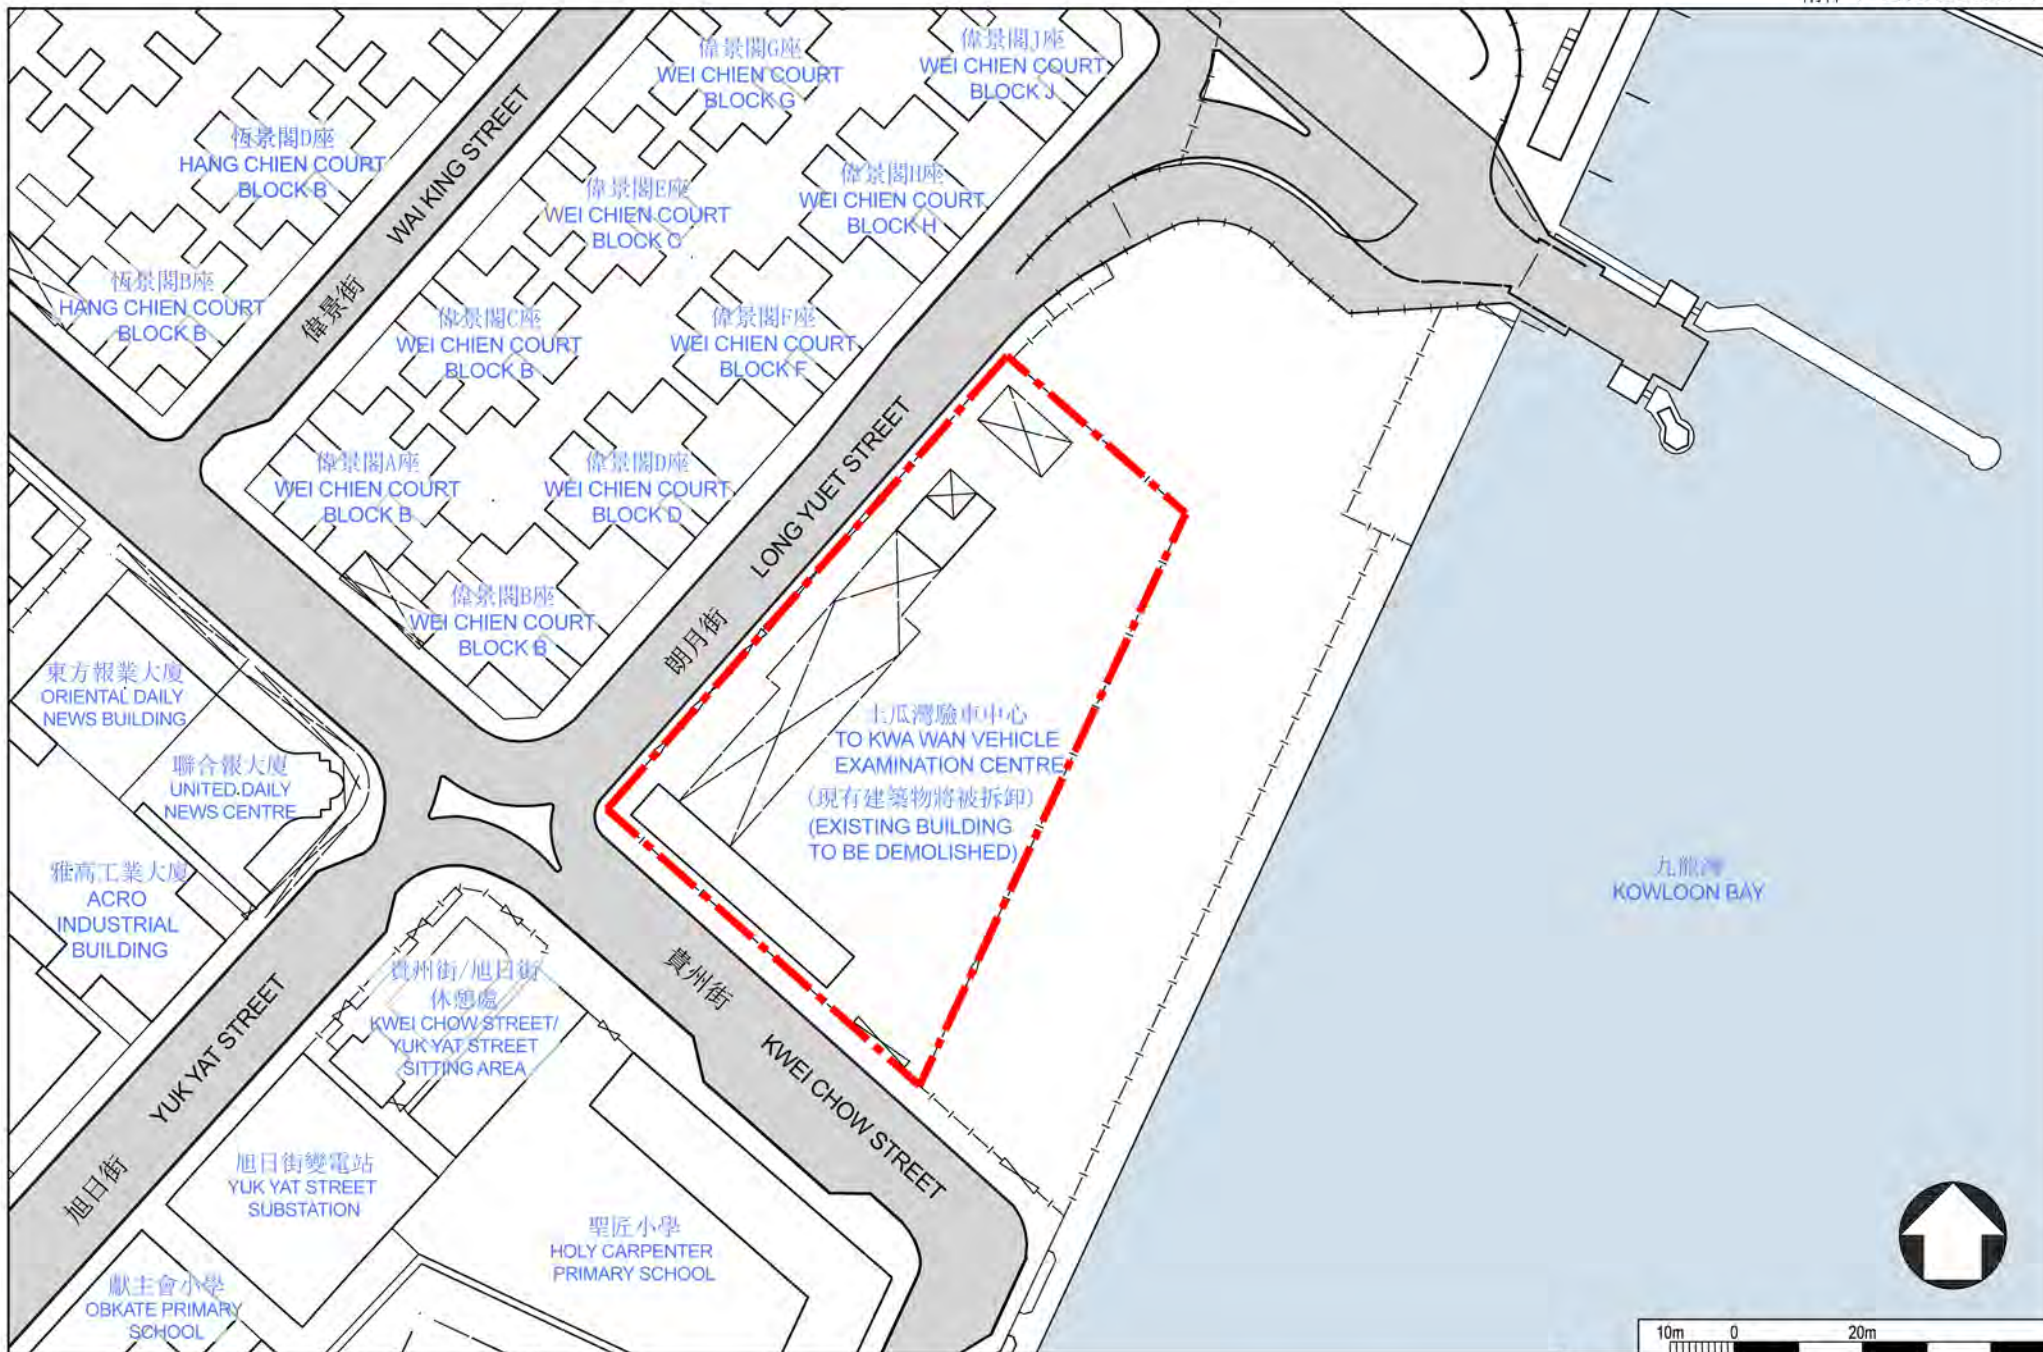 偉景閣G座
WEI CHIEN COURT
BLOCK G
偉景閣J座
WEI CHIEN COURT
BLOCK J
恆景閣D座
HANG CHIEN COURT
BLOCK B
WAI KING STREET
偉景街
偉景閣E座
WEI CHIEN COURT
BLOCK C
偉景閣H座
WEI CHIEN COURT
BLOCK H
恆景閣B座
HANG CHIEN COURT
BLOCK B
偉景閣C座
WEI CHIEN COURT
BLOCK B
偉景閣F座
WEI CHIEN COURT
BLOCK F
偉景閣A座
WEI CHIEN COURT
BLOCK B
偉景閣D座
WEI CHIEN COURT
BLOCK D
LONG YUET STREET
朗月街
偉景閣B座
WEI CHIEN COURT
BLOCK B
東方報業大廈
ORIENTAL DAILY
NEWS BUILDING
聯合報大廈
UNITED DAILY
NEWS CENTRE
土瓜灣驗車中心
TO KWA WAN VEHICLE
EXAMINATION CENTRE
(現有建築物將被拆卸)
(EXISTING BUILDING
TO BE DEMOLISHED)
雅高工業大廈
ACRO
INDUSTRIAL
BUILDING
九龍灣
KOWLOON BAY
貴州街/旭日街
休憩處
KWEI CHOW STREET/
YUK YAT STREET
SITTING AREA
貴州街
KWEI CHOW STREET
YUK YAT STREET
旭日街
旭日街變電站
YUK YAT STREET
SUBSTATION
聖匠小學
HOLY CARPENTER
PRIMARY SCHOOL
獻主會小學
OBKATE PRIMARY
SCHOOL
10m 0 20m